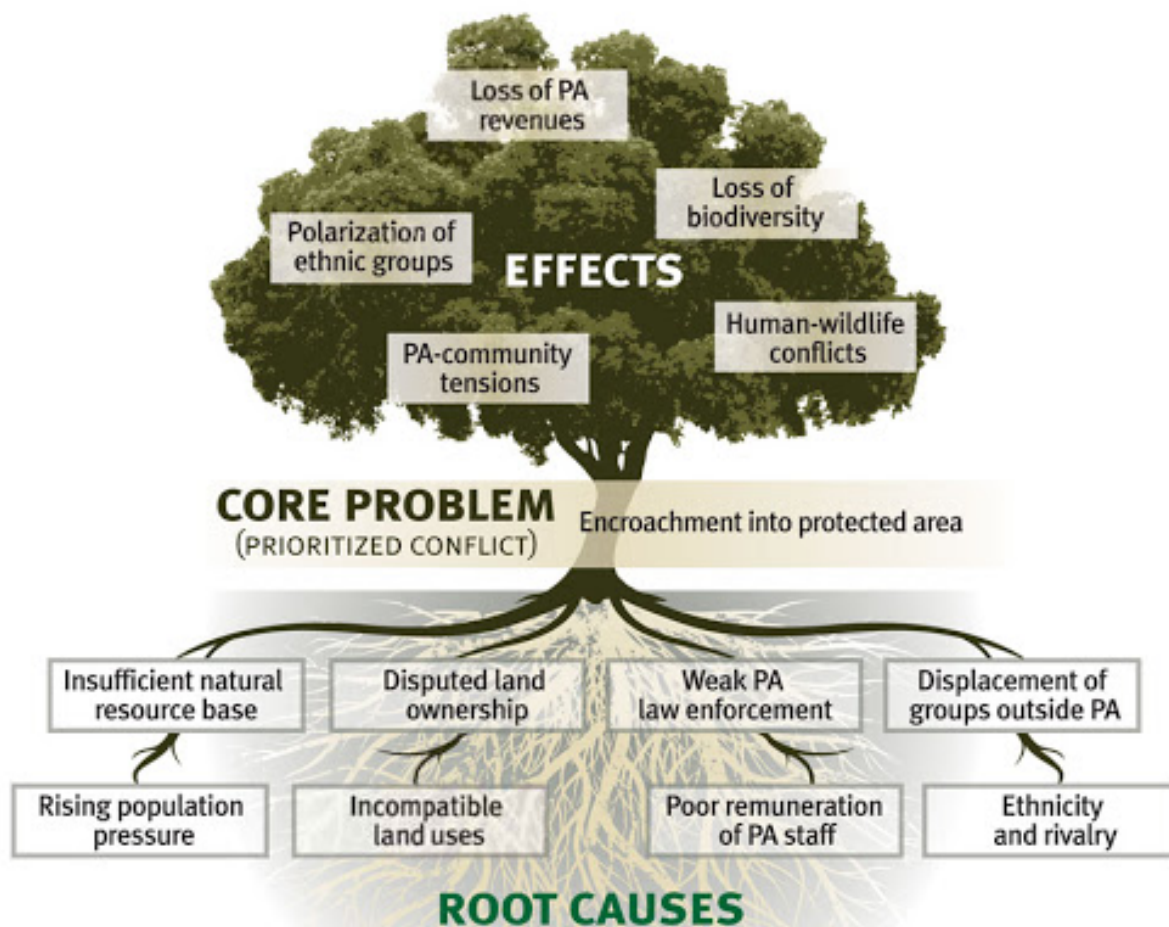 Loss of PA
revenues
Loss of
biodiversity
Polarization of
ethnic groups
EFFECTS
Human-wildlife
conflicts
PA-community
tensions
CORE PROBLEM
(PRIORITIZED CONFLICT)
Encroachment into protected area
Insufficient natural
resource base
Disputed land
ownership
Weak PA
law enforcement
Displacement of
groups outside PA
Rising population
pressure
Incompatible
land uses
Poor remuneration
of PA staff
Ethnicity
and rivalry
ROOT CAUSES